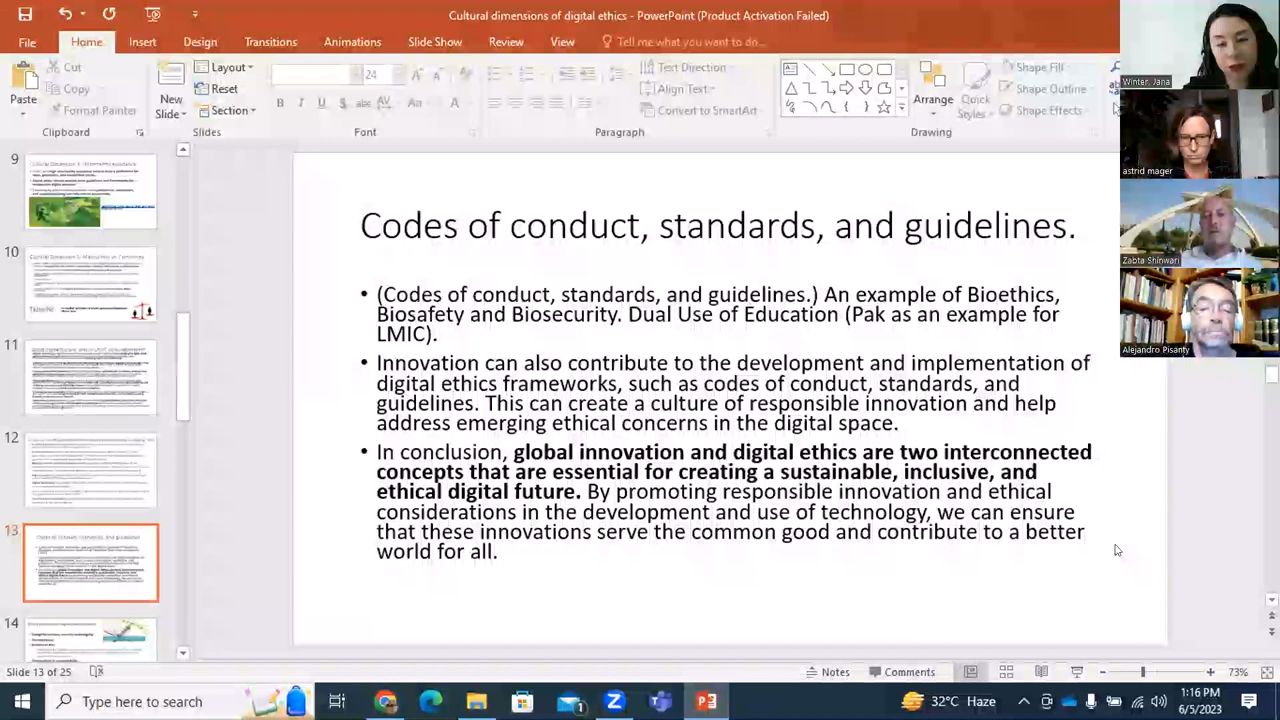 Cultural dimensions of digital ethics - PowerPoint (Product Activation Failed)
File Home Insert Design Transitions Animations Slide Show Review View Tell me what you want to do...
Paste
Cut
Copy
Format Painter
Clipboard
New Slide
Layout
Reset
Section
Slides
24
B I U S abc
Font
Text Direction
Align Text
Convert to SmartArt
Paragraph
Arrange
Quick Styles
Shape Fill
Shape Outline
Shape Effects
Drawing
Winter, Jana
astrid mager
Zabta Shinwari
Alejandro Pisanty
9
10
11
12
13
14
Codes of conduct, standards, and guidelines.
• (Codes of conduct, standards, and guidelines.) An example of Bioethics,
Biosafety and Biosecurity. Dual Use of Education (Pak as an example for
LMIC).
• Innovation can also contribute to the development and implementation of
digital ethics frameworks, such as codes of conduct, standards, and
guidelines. This can create a culture of responsible innovation and help
address emerging ethical concerns in the digital space.
• In conclusion, global innovation and digital ethics are two interconnected
concepts that are essential for creating a sustainable, inclusive, and
ethical digital future. By promoting responsible innovation and ethical
considerations in the development and use of technology, we can ensure
that these innovations serve the common good and contribute to a better
world for all.
Slide 13 of 25
Notes
Comments
73%
Type here to search
32°C Haze
1:16 PM
6/5/2023